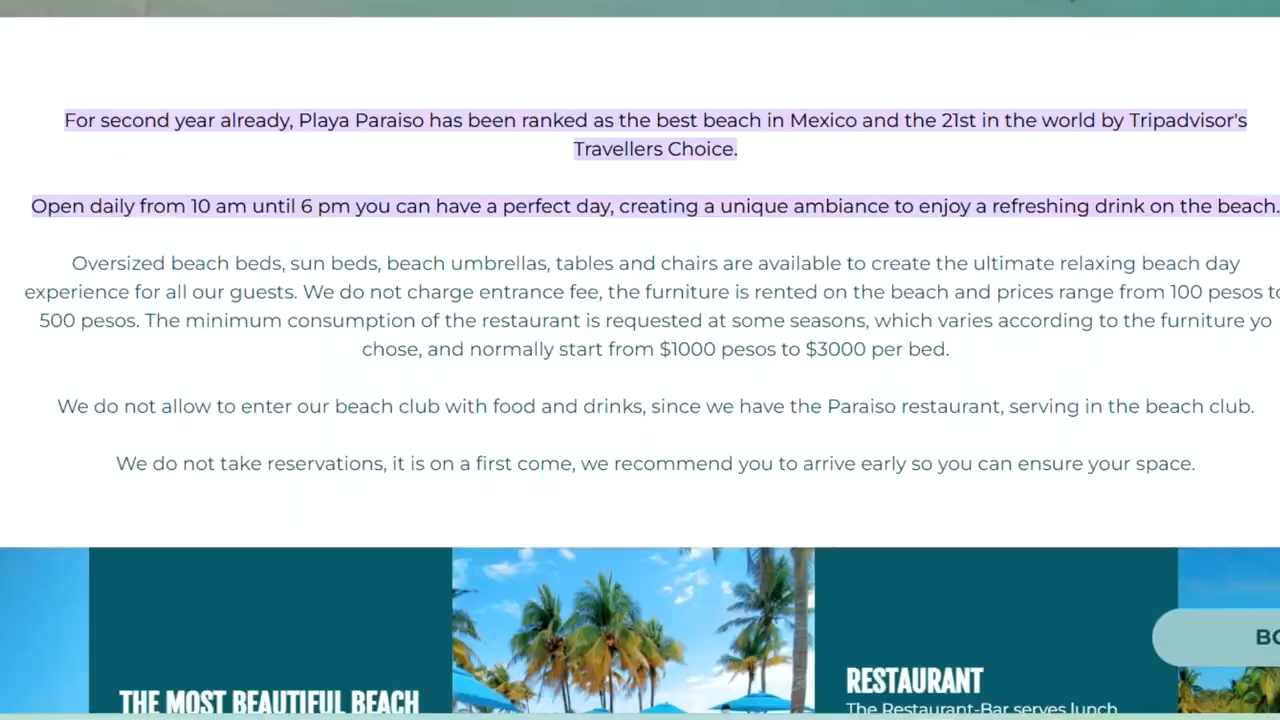 For second year already, Playa Paraiso has been ranked as the best beach in Mexico and the 21st in the world by Tripadvisor's
Travellers Choice.
Open daily from 10 am until 6 pm you can have a perfect day, creating a unique ambiance to enjoy a refreshing drink on the beach.
Oversized beach beds, sun beds, beach umbrellas, tables and chairs are available to create the ultimate relaxing beach day
experience for all our guests. We do not charge entrance fee, the furniture is rented on the beach and prices range from 100 pesos to
500 pesos. The minimum consumption of the restaurant is requested at some seasons, which varies according to the furniture yo
chose, and normally start from $1000 pesos to $3000 per bed.
We do not allow to enter our beach club with food and drinks, since we have the Paraiso restaurant, serving in the beach club.
We do not take reservations, it is on a first come, we recommend you to arrive early so you can ensure your space.
THE MOST BEAUTIFUL BEACH
RESTAURANT
The Restaurant-Bar serves lunch